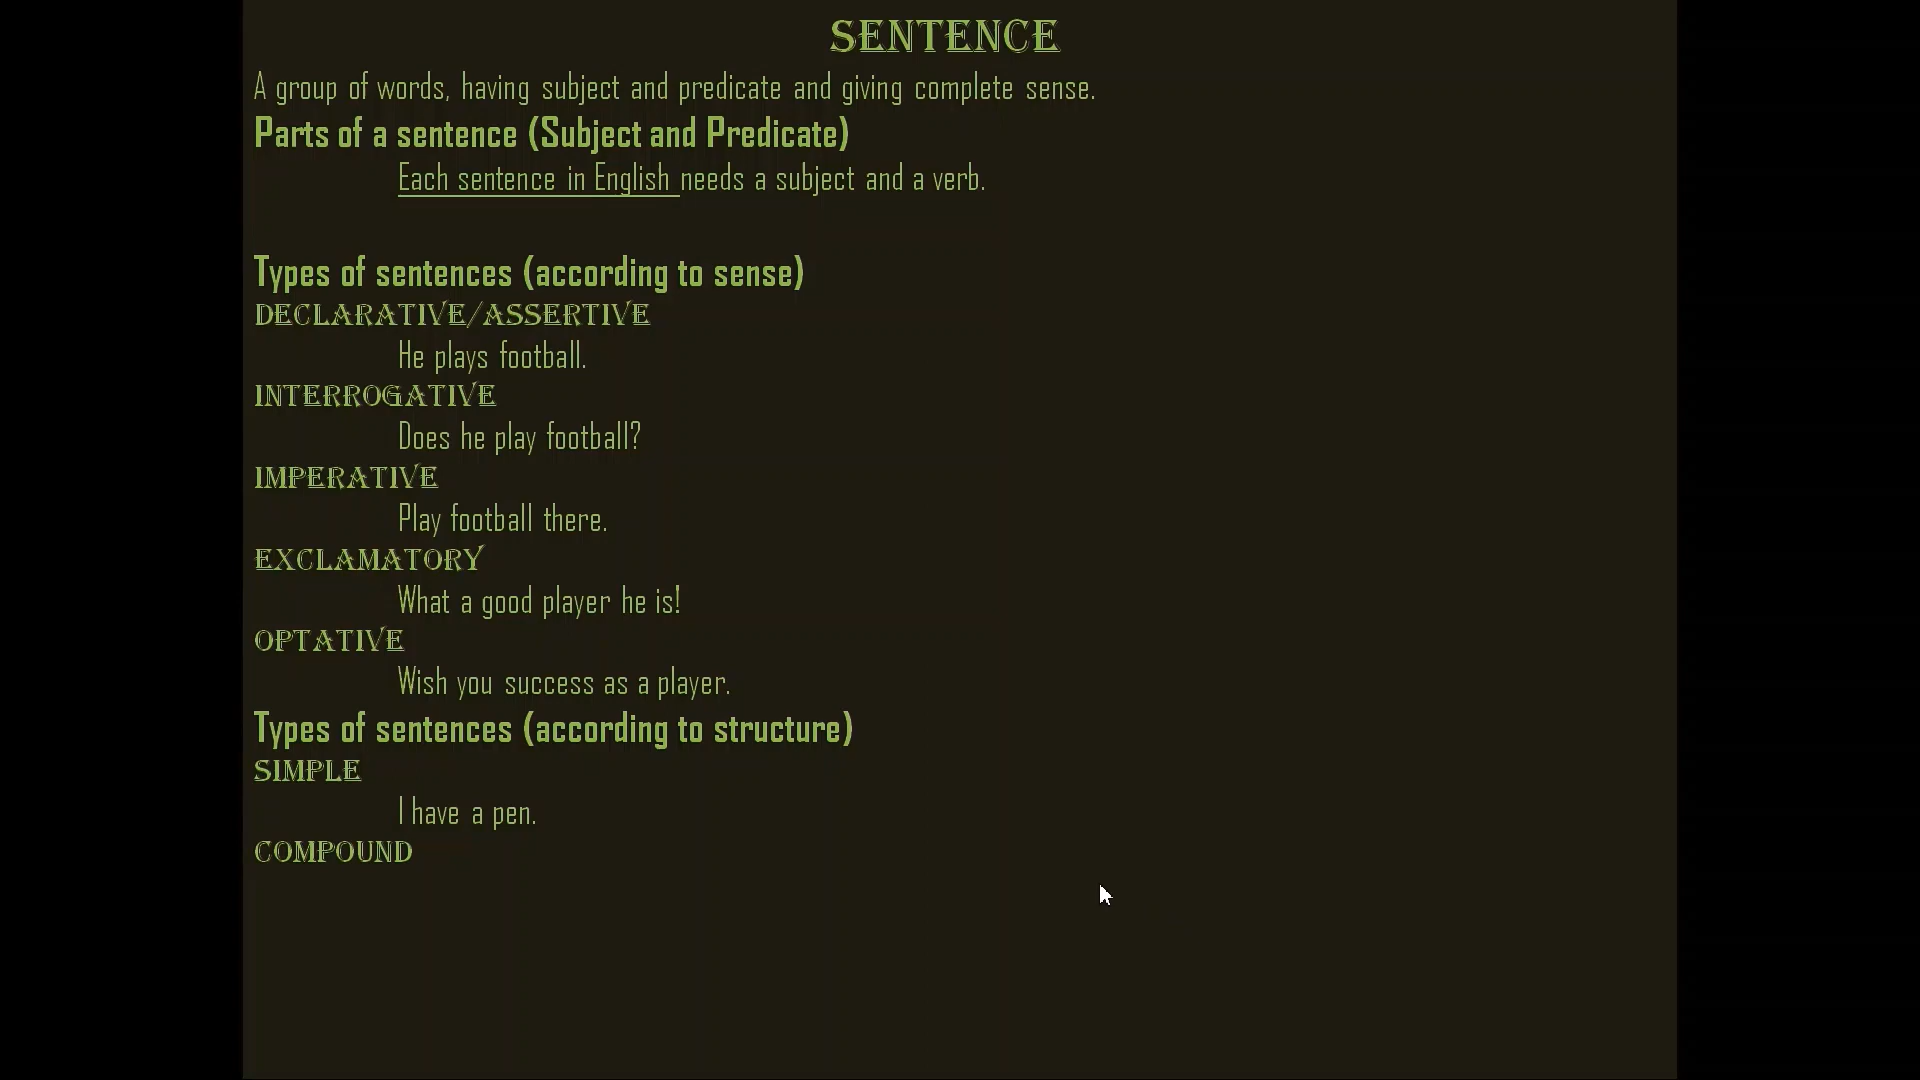 SENTENCE
A group of words, having subject and predicate and giving complete sense.
Parts of a sentence (Subject and Predicate)
Each sentence in English needs a subject and a verb.
Types of sentences (according to sense)
DECLARATIVE/ASSERTIVE
He plays football.
INTERROGATIVE
Does he play football?
IMPERATIVE
Play football there.
EXCLAMATORY
What a good player he is!
OPTATIVE
Wish you success as a player.
Types of sentences (according to structure)
SIMPLE
I have a pen.
COMPOUND